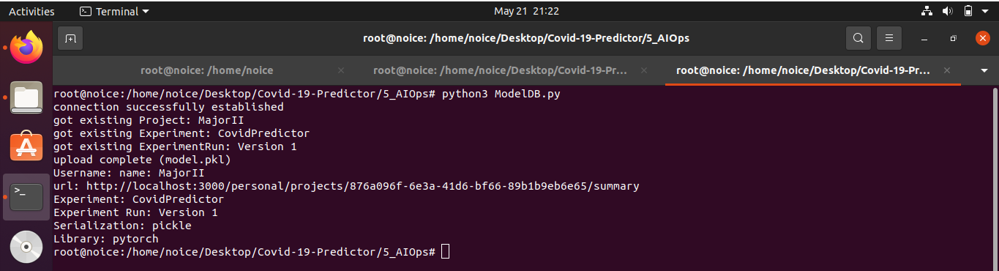 Activities Terminal May 21 21:22
root@noice: /home/noice/Desktop/Covid-19-Predictor/5_AIOps
root@noice: /home/noice root@noice: /home/noice/Desktop/Covid-19-Pr... root@noice: /home/noice/Desktop/Covid-19-Pr...
root@noice:/home/noice/Desktop/Covid-19-Predictor/5_AIOps# python3 ModelDB.py
connection successfully established
got existing Project: MajorII
got existing Experiment: CovidPredictor
got existing ExperimentRun: Version 1
upload complete (model.pkl)
Username: name: MajorII
url: http://localhost:3000/personal/projects/876a096f-6e3a-41d6-bf66-89b1b9eb6e65/summary
Experiment: CovidPredictor
Experiment Run: Version 1
Serialization: pickle
Library: pytorch
root@noice:/home/noice/Desktop/Covid-19-Predictor/5_AIOps#